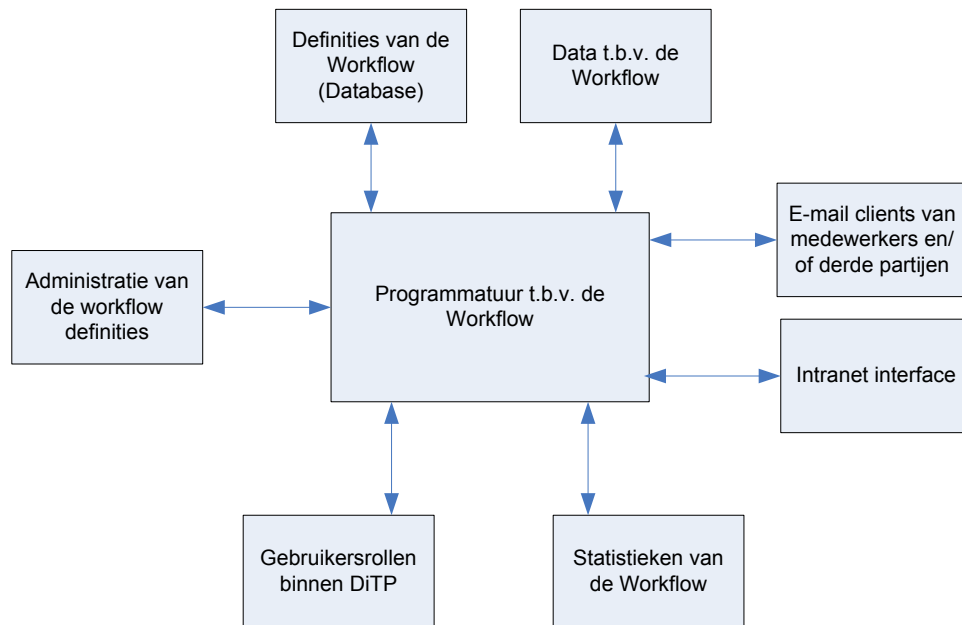 Definities van de
Workflow
(Database)
Data t.b.v. de
Workflow
E-mail clients van
medewerkers en/
of derde partijen
Administratie van
de workflow
definities
Programmatuur t.b.v. de
Workflow
Intranet interface
Gebruikersrollen
binnen DiTP
Statistieken van
de Workflow